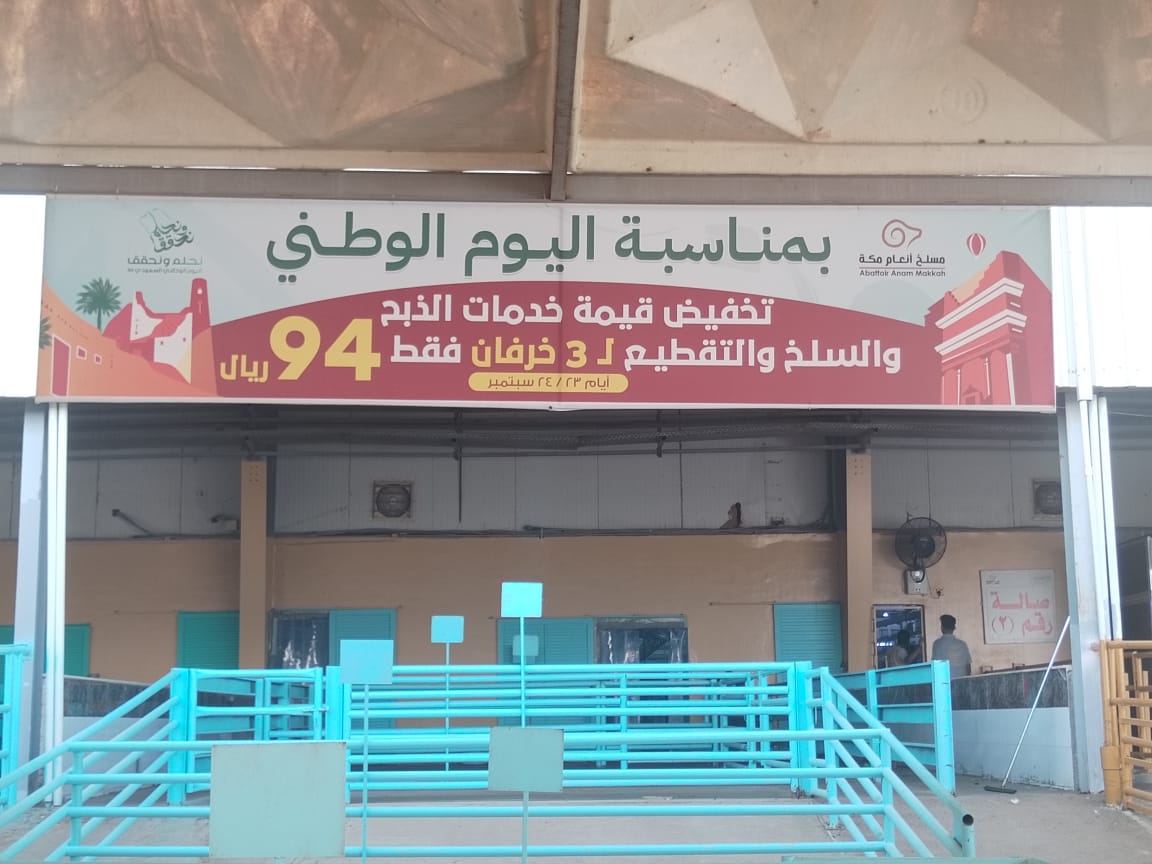 بمناسبة اليوم الوطني
مسلخ أنعام مكة
Abattoir Anam Makkah
نحلم ونحقق
اليوم الوطني السعودي
تخفيض قيمة خدمات الذبح
والسلخ والتقطيع لـ 3 خرفان فقط 94 ريال
أيام ٢٣ / ٢٤ سبتمبر
صالة
رقم (٢)